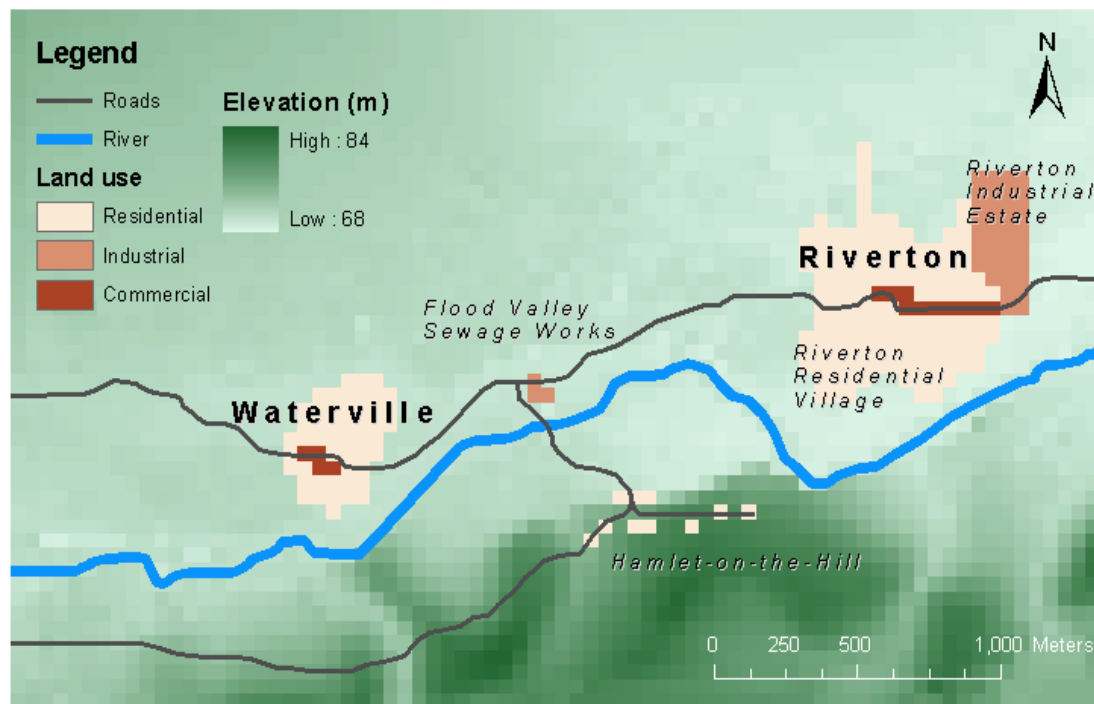 Legend
Roads
River
Land use
Residential
Industrial
Commercial
Elevation (m)
High : 84
Low : 68
N
Riverton
Industrial
Estate
Riverton
Flood Valley
Sewage Works
Riverton
Residential
Village
Waterville
Hamlet-on-the-Hill
0 250 500 1,000 Meters